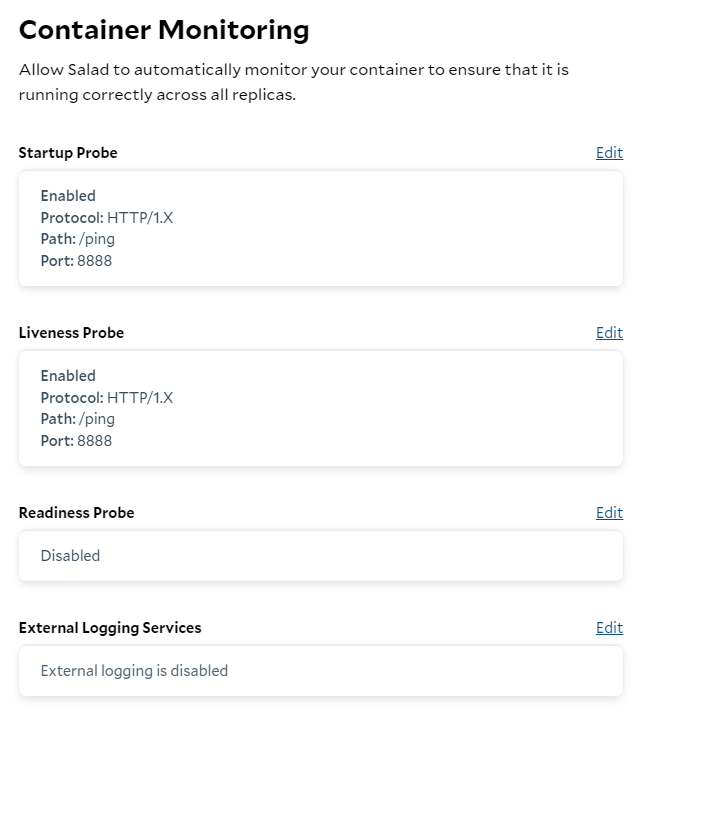 Container Monitoring
Allow Salad to automatically monitor your container to ensure that it is
running correctly across all replicas.
Startup Probe
Edit
Enabled
Protocol: HTTP/1.X
Path: /ping
Port: 8888
Liveness Probe
Edit
Enabled
Protocol: HTTP/1.X
Path: /ping
Port: 8888
Readiness Probe
Edit
Disabled
External Logging Services
Edit
External logging is disabled